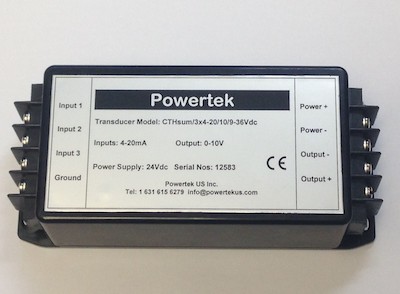 Powertek
Transducer Model: CTHsum/3x4-20/10/9-36Vdc
Input 1
Power +
Input 2
Power -
Inputs: 4-20mA Output: 0-10V
Input 3
Output -
Power Supply: 24Vdc Serial Nos: 12583
CE
Ground
Output +
Powertek US Inc.
Tel: 1 631 615 6279 info@powertekus.com